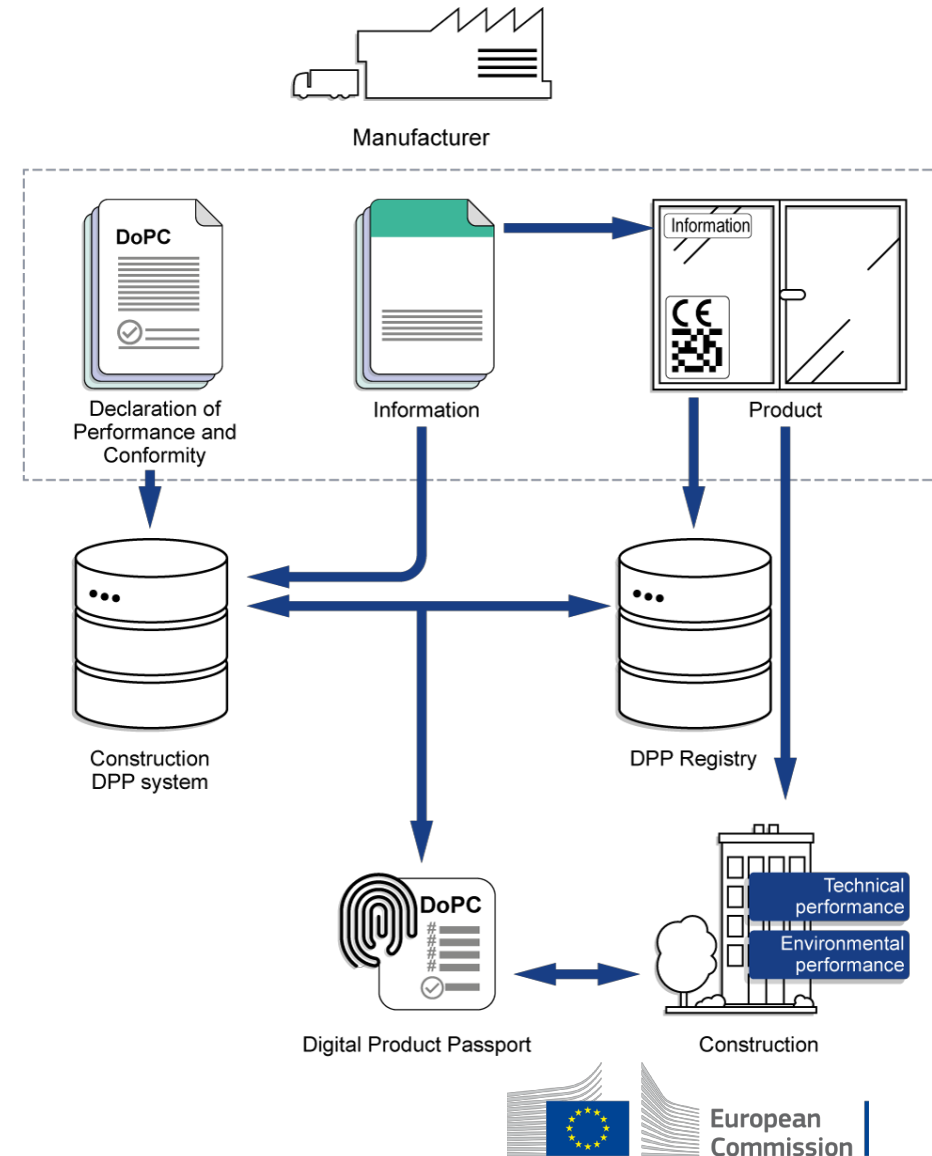 Manufacturer
DoPC
Information
CE
Declaration of
Performance and
Conformity
Information
Product
Construction
DPP system
DPP Registry
DoPC
#
#
#
#
Technical
performance
Environmental
performance
Digital Product Passport
Construction
European
Commission